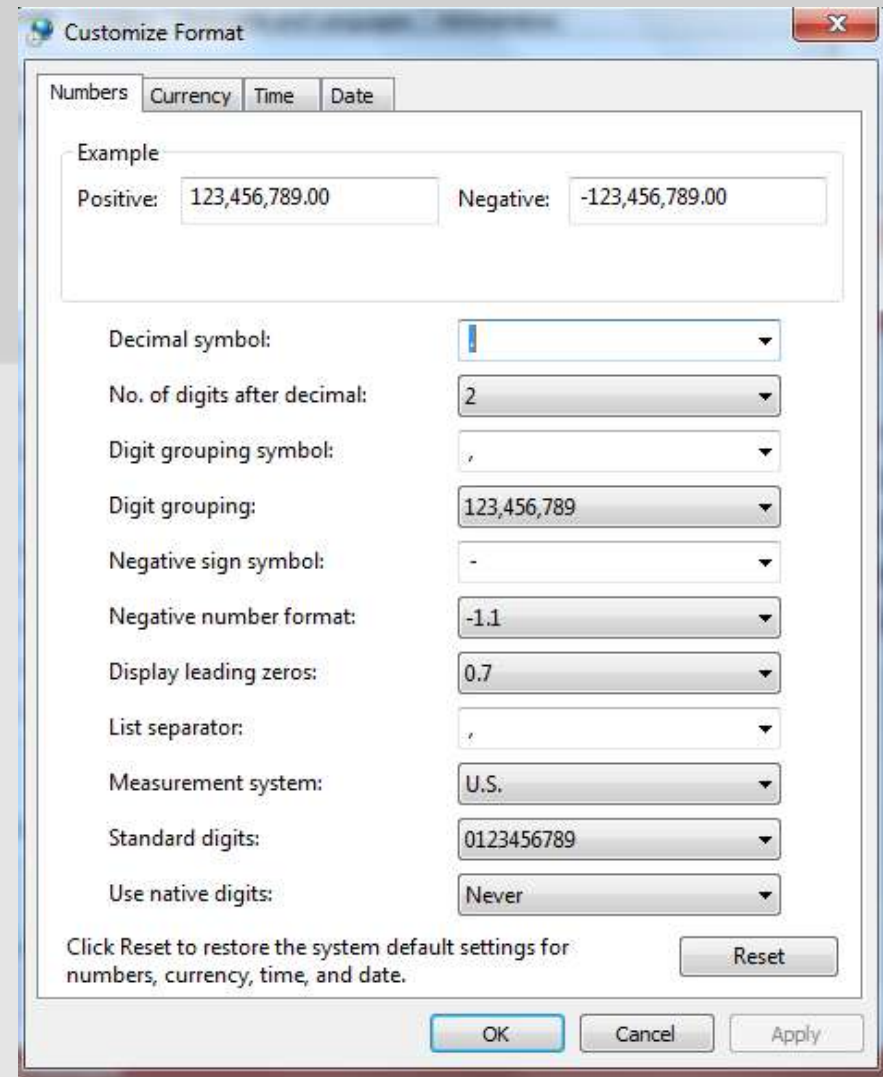 Customize Format
Numbers Currency Time Date
Example
Positive: 123,456,789.00 Negative: -123,456,789.00
Decimal symbol: .
No. of digits after decimal: 2
Digit grouping symbol: ,
Digit grouping: 123,456,789
Negative sign symbol: -
Negative number format: -1.1
Display leading zeros: 0.7
List separator: ,
Measurement system: U.S.
Standard digits: 0123456789
Use native digits: Never
Click Reset to restore the system default settings for
numbers, currency, time, and date.
Reset
OK Cancel Apply